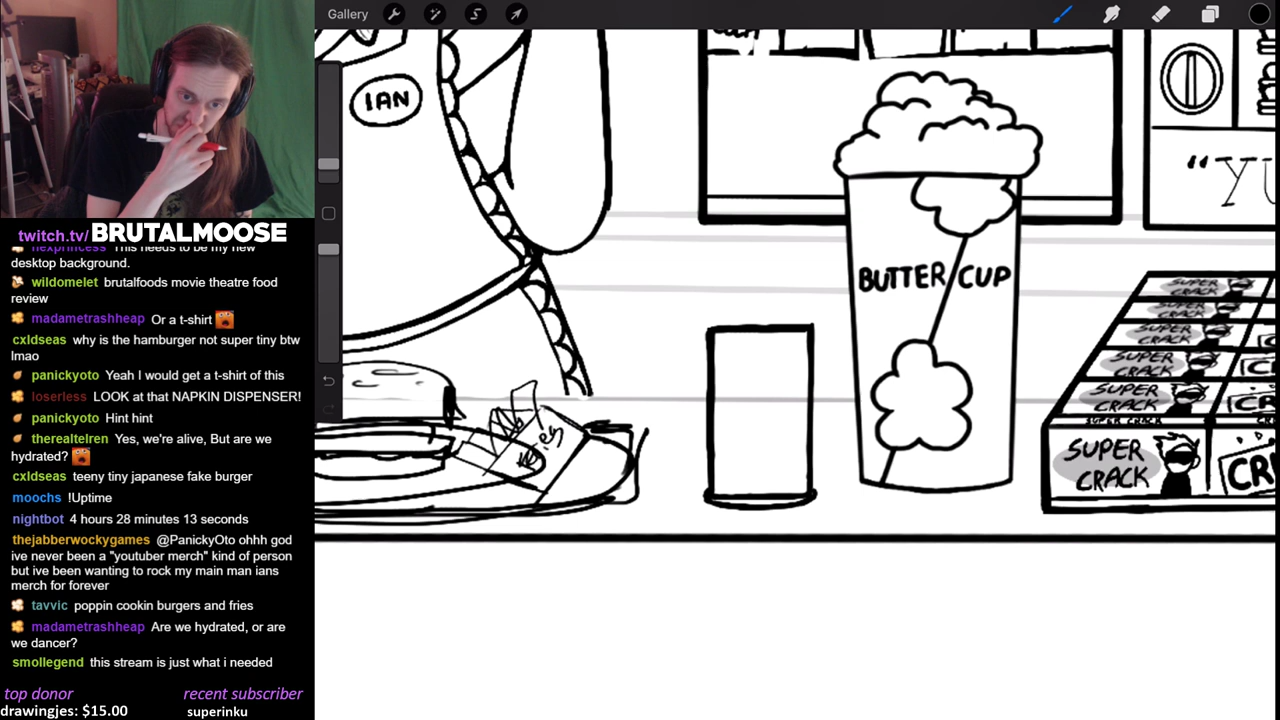 Gallery
IAN
BUTTER CUP
"YU
SUPER
CRACK
SUPER
CRACK
SUPER
CRACK
SUPER
CRACK
SUPER
CRACK
SUPER CRACK
SUPER
CRACK
CR
twitch.tv/BRUTALMOOSE
hexprincess This needs to be my new
desktop background.
wildomelet brutalfoods movie theatre food
review
madametrashheap Or a t-shirt
cxldseas why is the hamburger not super tiny btw
lmao
panickyoto Yeah I would get a t-shirt of this
loserless LOOK at that NAPKIN DISPENSER!
panickyoto Hint hint
therealtelren Yes, we're alive, But are we
hydrated?
cxldseas teeny tiny japanese fake burger
moochs !Uptime
nightbot 4 hours 28 minutes 13 seconds
thejabberwockygames @PanickyOto ohhh god
ive never been a "youtuber merch" kind of person
but ive been wanting to rock my main man ians
merch for forever
tavvic poppin cookin burgers and fries
madametrashheap Are we hydrated, or are
we dancer?
smollegend this stream is just what i needed
top donor
drawingjes: $15.00
recent subscriber
superinku